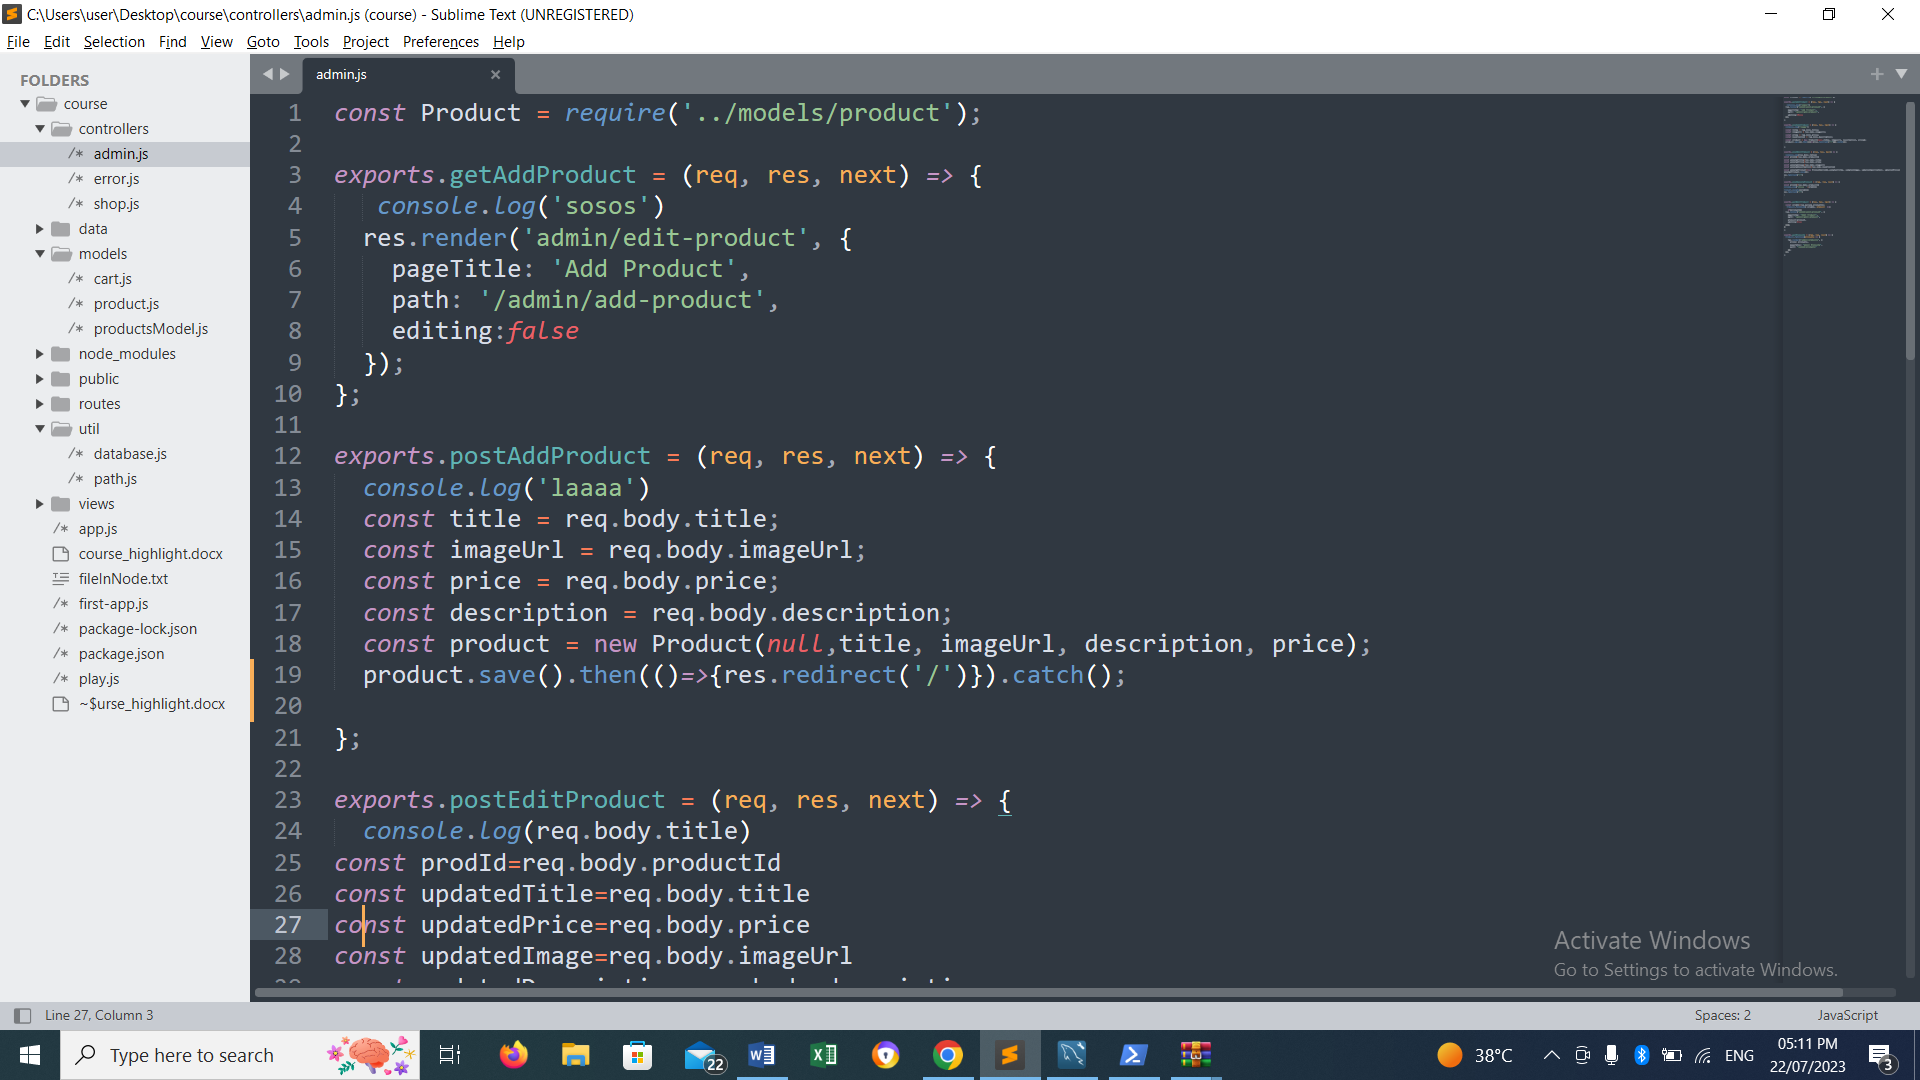 C:\Users\user\Desktop\course\controllers\admin.js (course) - Sublime Text (UNREGISTERED)
File Edit Selection Find View Goto Tools Project Preferences Help
FOLDERS
course
controllers
/* admin.js
/* error.js
/* shop.js
data
models
/* cart.js
/* product.js
/* productsModel.js
node_modules
public
routes
util
/* database.js
/* path.js
views
/* app.js
course_highlight.docx
fileInNode.txt
/* first-app.js
/* package-lock.json
/* package.json
/* play.js
~$urse_highlight.docx
admin.js
1 const Product = require('../models/product');
2
3 exports.getAddProduct = (req, res, next) => {
4    console.log('sosos')
5   res.render('admin/edit-product', {
6     pageTitle: 'Add Product',
7     path: '/admin/add-product',
8     editing:false
9   });
10 };
11
12 exports.postAddProduct = (req, res, next) => {
13   console.log('laaaa')
14   const title = req.body.title;
15   const imageUrl = req.body.imageUrl;
16   const price = req.body.price;
17   const description = req.body.description;
18   const product = new Product(null,title, imageUrl, description, price);
19   product.save().then(()=>{res.redirect('/')}).catch();
20
21 };
22
23 exports.postEditProduct = (req, res, next) => {
24   console.log(req.body.title)
25 const prodId=req.body.productId
26 const updatedTitle=req.body.title
27 const updatedPrice=req.body.price
28 const updatedImage=req.body.imageUrl
Activate Windows
Go to Settings to activate Windows.
Line 27, Column 3
Spaces: 2
JavaScript
Type here to search
22
38°C
ENG
05:11 PM
22/07/2023
3